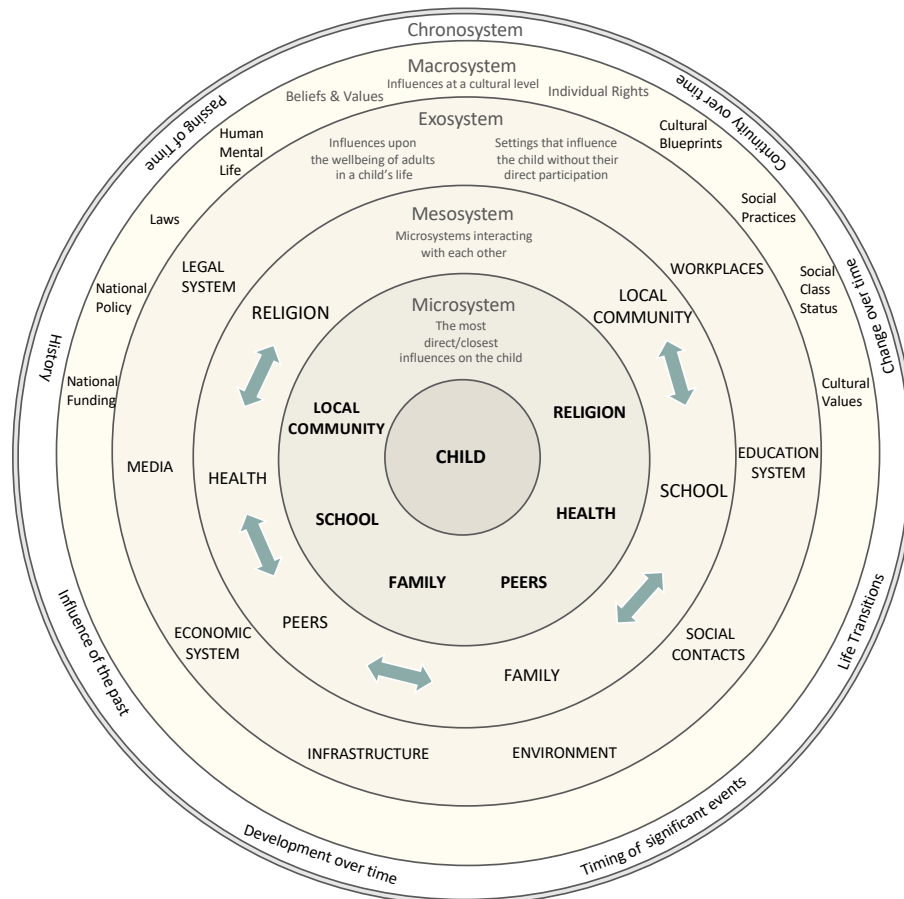 Chronosystem
Passing of Time
Continuity over time
History
Change over time
Influence of the past
Life Transitions
Development over time
Timing of significant events
Macrosystem
Influences at a cultural level
Beliefs & Values
Individual Rights
Human
Mental
Life
Cultural
Blueprints
Laws
Social
Practices
National
Policy
Social
Class
Status
National
Funding
Cultural
Values
Exosystem
Influences upon
the wellbeing of adults
in a child's life
Settings that influence
the child without their
direct participation
LEGAL
SYSTEM
WORKPLACES
MEDIA
EDUCATION
SYSTEM
ECONOMIC
SYSTEM
SOCIAL
CONTACTS
INFRASTRUCTURE
ENVIRONMENT
Mesosystem
Microsystems interacting
with each other
RELIGION
LOCAL
COMMUNITY
HEALTH
SCHOOL
PEERS
FAMILY
Microsystem
The most
direct/closest
influences on the child
LOCAL
COMMUNITY
RELIGION
SCHOOL
HEALTH
FAMILY
PEERS
CHILD